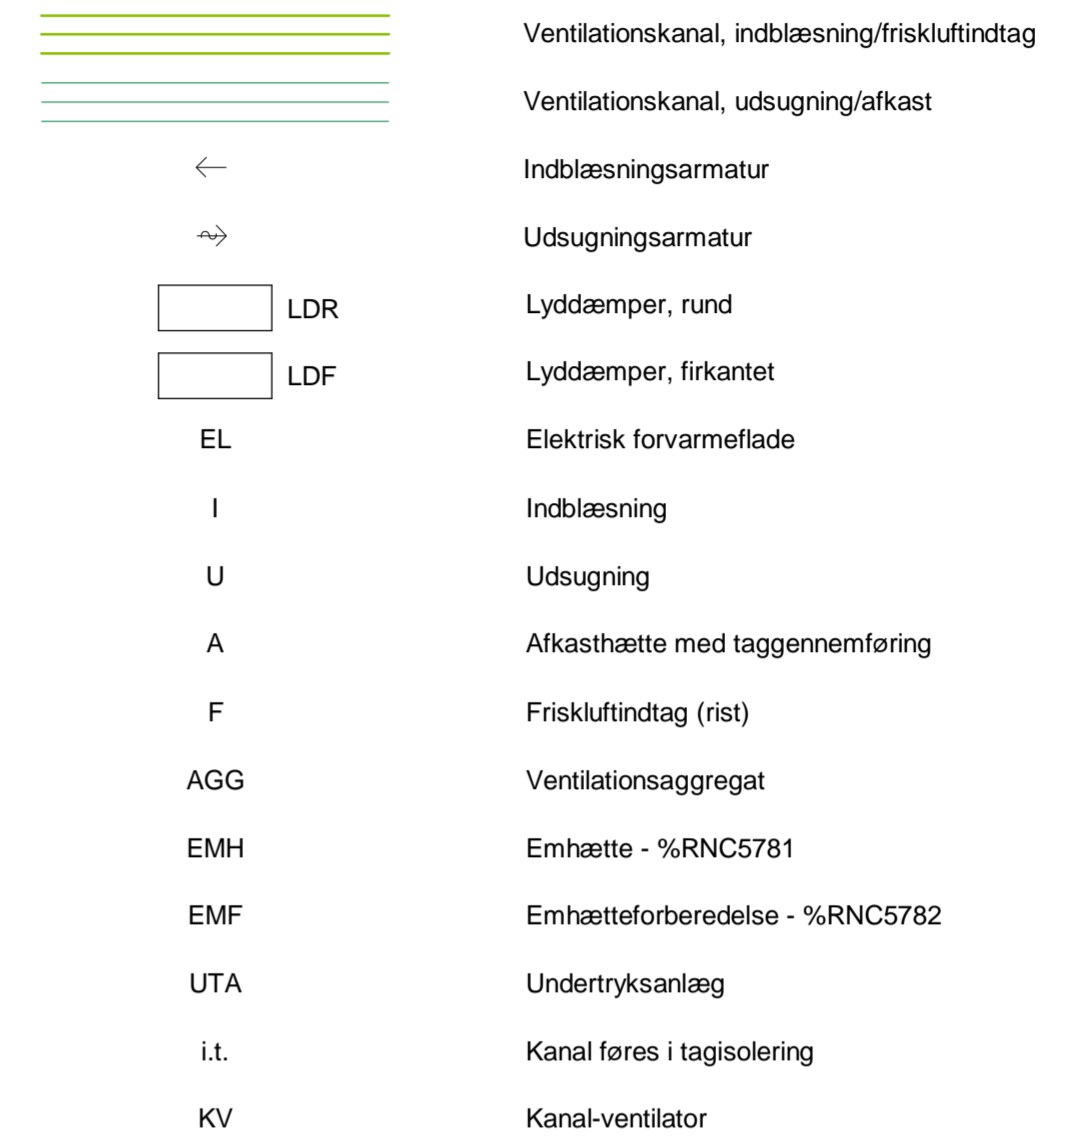 Ventilationskanal, indblæsning/friskluftindtag
Ventilationskanal, udsugning/afkast
Indblæsningsarmatur
Udsugningsarmatur
LDR Lyddæmper, rund
LDF Lyddæmper, firkantet
EL Elektrisk forvarmeflade
I Indblæsning
U Udsugning
A Afkasthætte med taggennemføring
F Friskluftindtag (rist)
AGG Ventilationsaggregat
EMH Emhætte - %RNC5781
EMF Emhætteforberedelse - %RNC5782
UTA Undertryksanlæg
i.t. Kanal føres i tagisolering
KV Kanal-ventilator